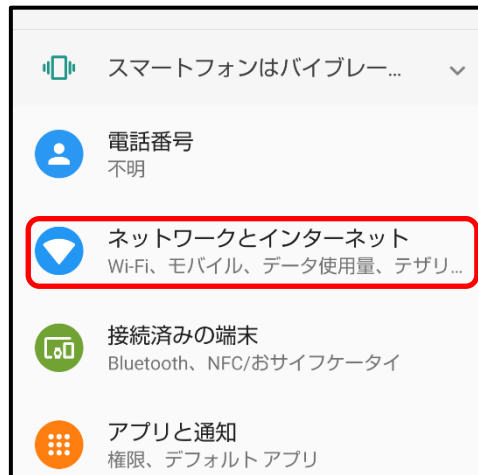 スマートフォンはバイブレー...
電話番号
不明
ネットワークとインターネット
Wi-Fi、モバイル、データ使用量、テザリ...
接続済みの端末
Bluetooth、NFC/おサイフケータイ
アプリと通知
権限、デフォルト アプリ